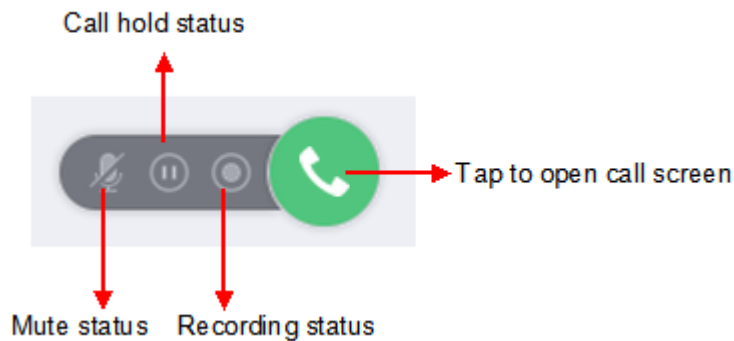 Call hold status
Tap to open call screen
Mute status
Recording status